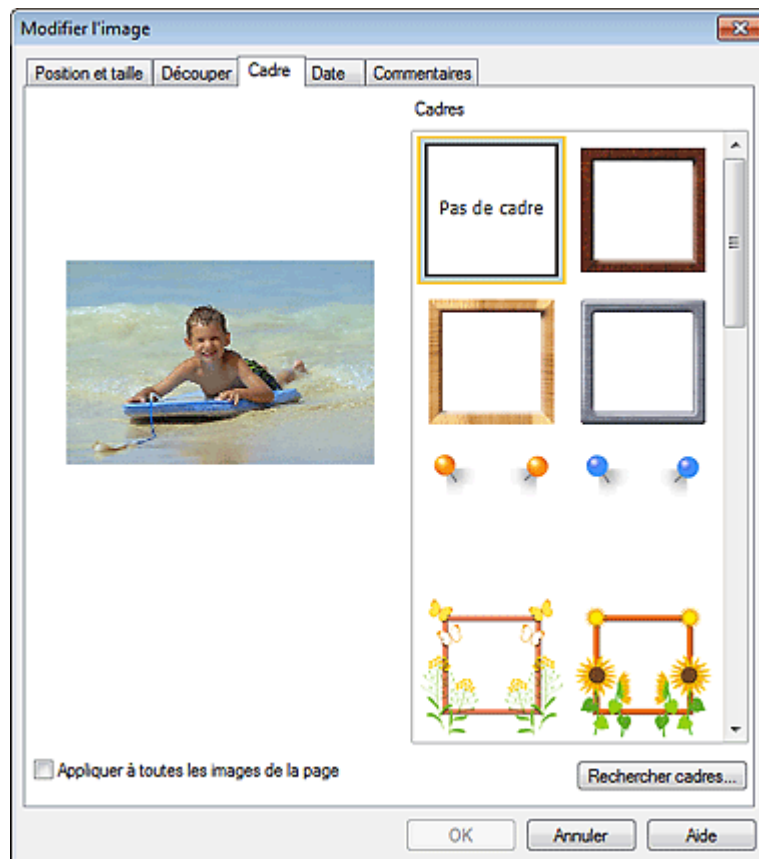 Modifier l'image
Position et taille
Découper
Cadre
Date
Commentaires
Cadres
Pas de cadre
Appliquer à toutes les images de la page
Rechercher cadres...
OK
Annuler
Aide